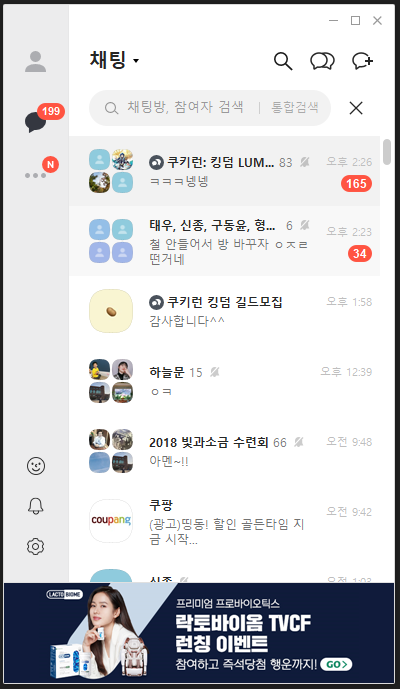 채팅
199
채팅방, 참여자 검색 | 통합검색
N
쿠키런: 킹덤 LUM... 83 오후 2:26
ㅋㅋㅋ넹넹 165
태우, 신종, 구동윤, 형... 6 오후 2:23
철 안들어서 방 바꾸자 ㅇㅈㄹ
떤거네 34
쿠키런 킹덤 길드모집 오후 1:58
감사합니다^^
하늘문 15 오후 12:39
ㅇㅋ
2018 빛과소금 수련회 66 오전 9:48
아멘~!!
쿠팡 오전 9:42
coupang
(광고)띵동! 할인 골든타임 지
금 시작...
신종 오전 1:03
LACTO BIOME
프리미엄 프로바이오틱스
락토바이옴 TVCF
런칭 이벤트
참여하고 즉석당첨 행운까지! GO >